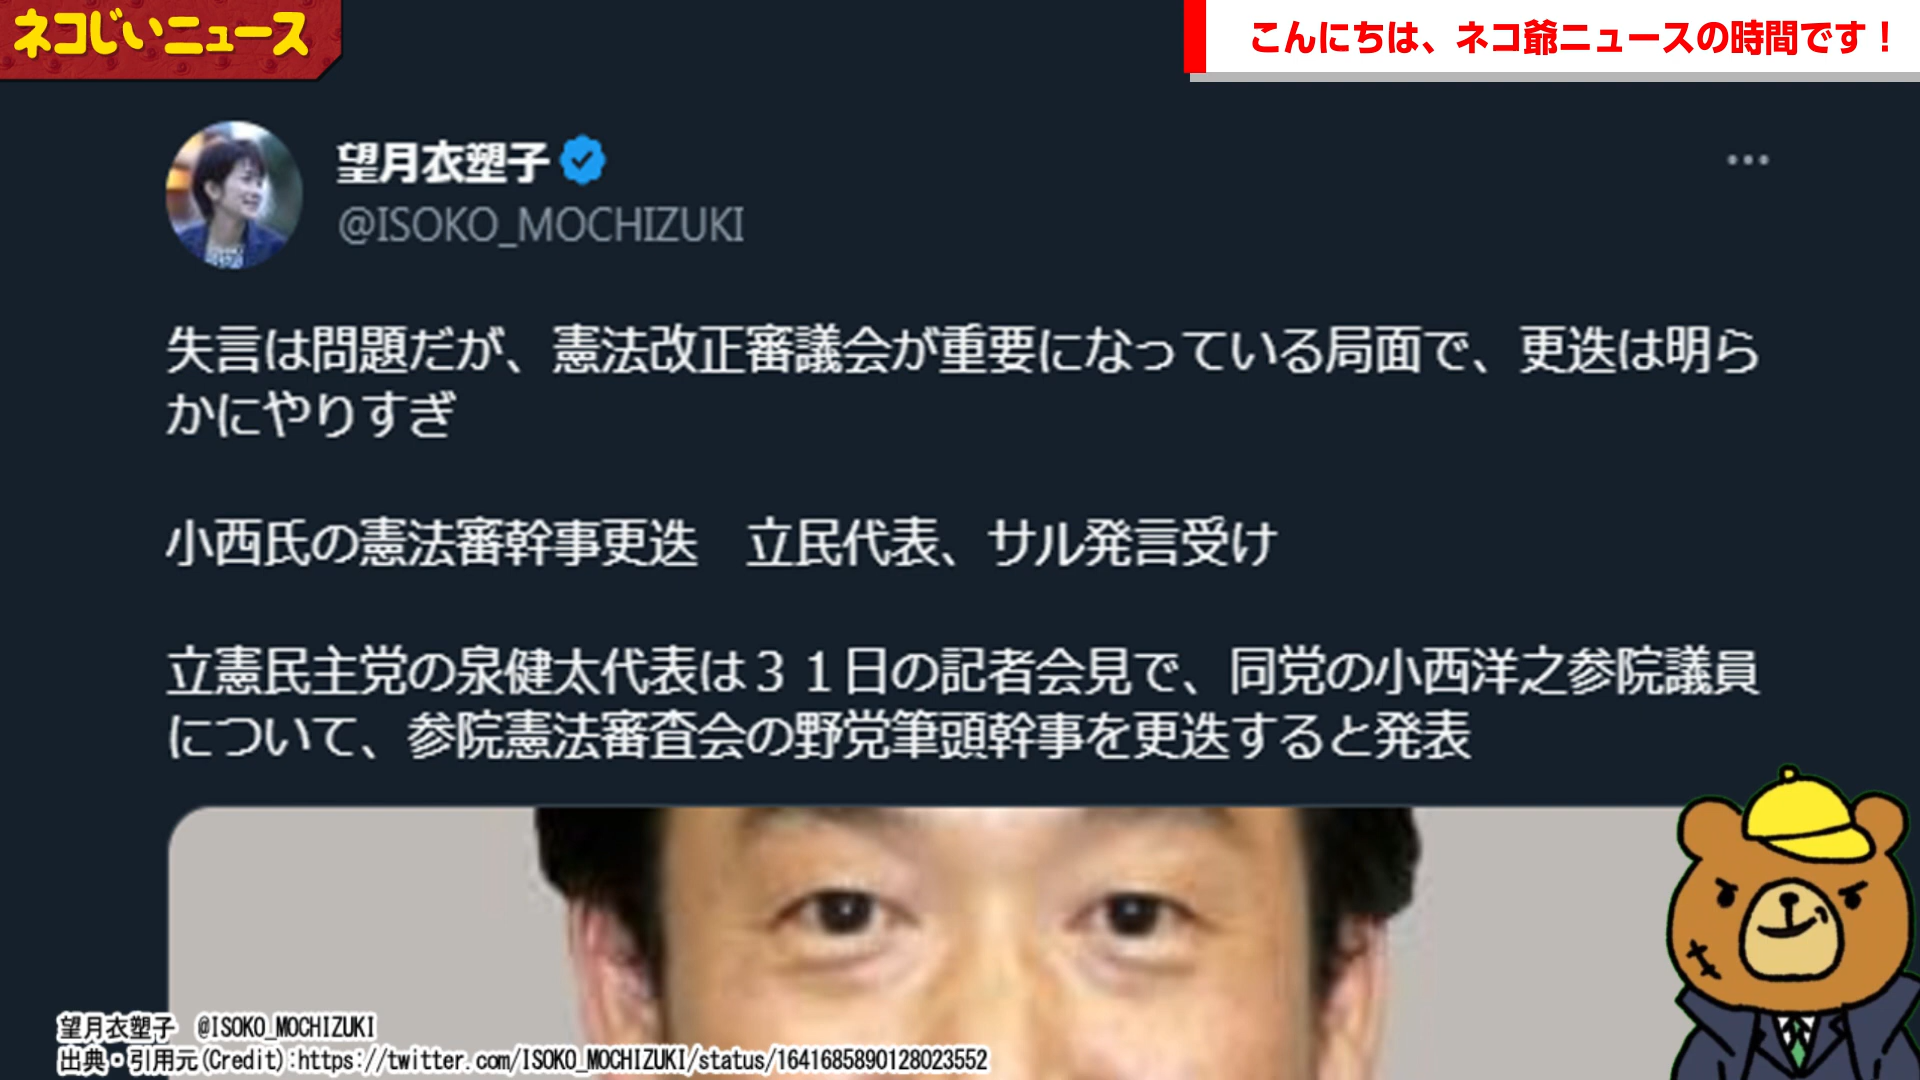 ネコじいニュース
こんにちは、ネコ爺ニュースの時間です！
望月衣塑子
@ISOKO_MOCHIZUKI
失言は問題だが、憲法改正審議会が重要になっている局面で、更迭は明ら
かにやりすぎ
小西氏の憲法審幹事更迭　立民代表、サル発言受け
立憲民主党の泉健太代表は３１日の記者会見で、同党の小西洋之参院議員
について、参院憲法審査会の野党筆頭幹事を更迭すると発表
望月衣塑子　@ISOKO_MOCHIZUKI
出典・引用元(Credit):https://twitter.com/ISOKO_MOCHIZUKI/status/1641685890128023552